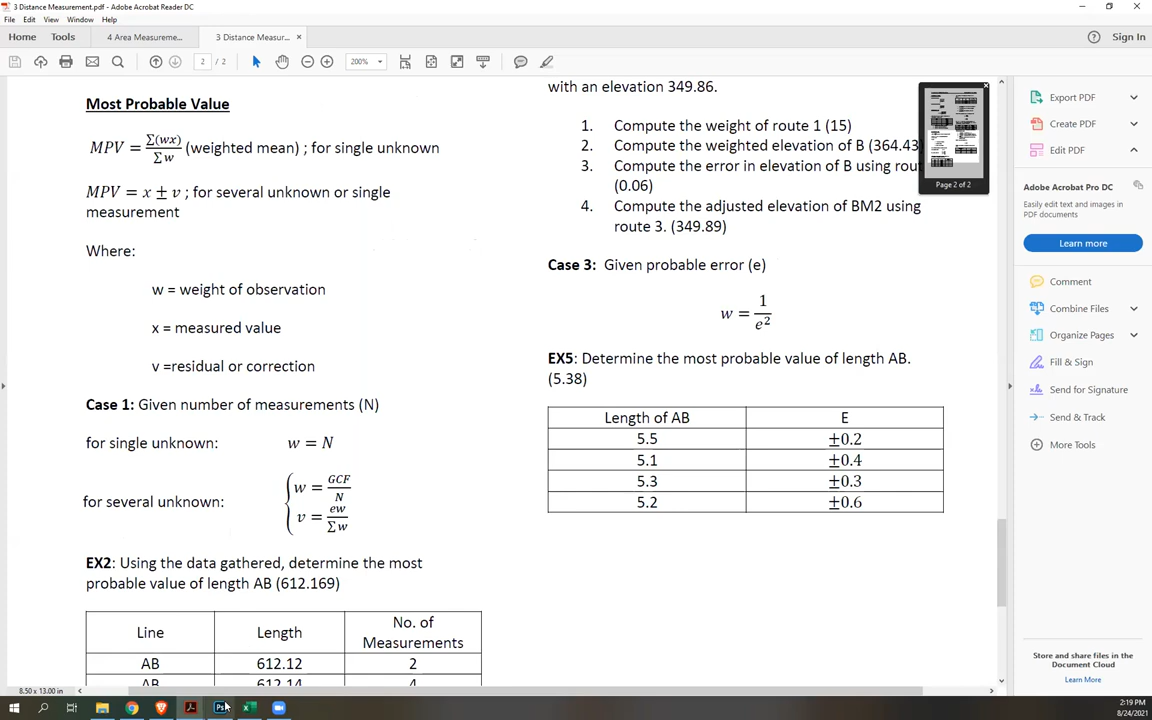 3 Distance Measurement.pdf - Adobe Acrobat Reader DC
File Edit View Window Help
Home Tools 4 Area Measureme... 3 Distance Measur... × Sign In
2 / 2 200%
Most Probable Value
MPV = Σ(wx)/Σw (weighted mean) ; for single unknown
MPV = x ± v ; for several unknown or single
measurement
Where:
w = weight of observation
x = measured value
v =residual or correction
Case 1: Given number of measurements (N)
for single unknown: w = N
for several unknown: { w = GCF/N
v = ew/Σw
EX2: Using the data gathered, determine the most
probable value of length AB (612.169)
Line Length No. of Measurements
AB 612.12 2
AB 612.14 4
with an elevation 349.86.
1. Compute the weight of route 1 (15)
2. Compute the weighted elevation of B (364.43
3. Compute the error in elevation of B using rou
(0.06)
4. Compute the adjusted elevation of BM2 using
route 3. (349.89)
Case 3: Given probable error (e)
w = 1/e²
EX5: Determine the most probable value of length AB.
(5.38)
Length of AB E
5.5 ±0.2
5.1 ±0.4
5.3 ±0.3
5.2 ±0.6
Page 2 of 2
Export PDF
Create PDF
Edit PDF
Adobe Acrobat Pro DC
Easily edit text and images in
PDF documents
Learn more
Comment
Combine Files
Organize Pages
Fill & Sign
Send for Signature
Send & Track
More Tools
Store and share files in the
Document Cloud
Learn More
8.50 x 13.00 in
Ps
2:19 PM
8/24/2021